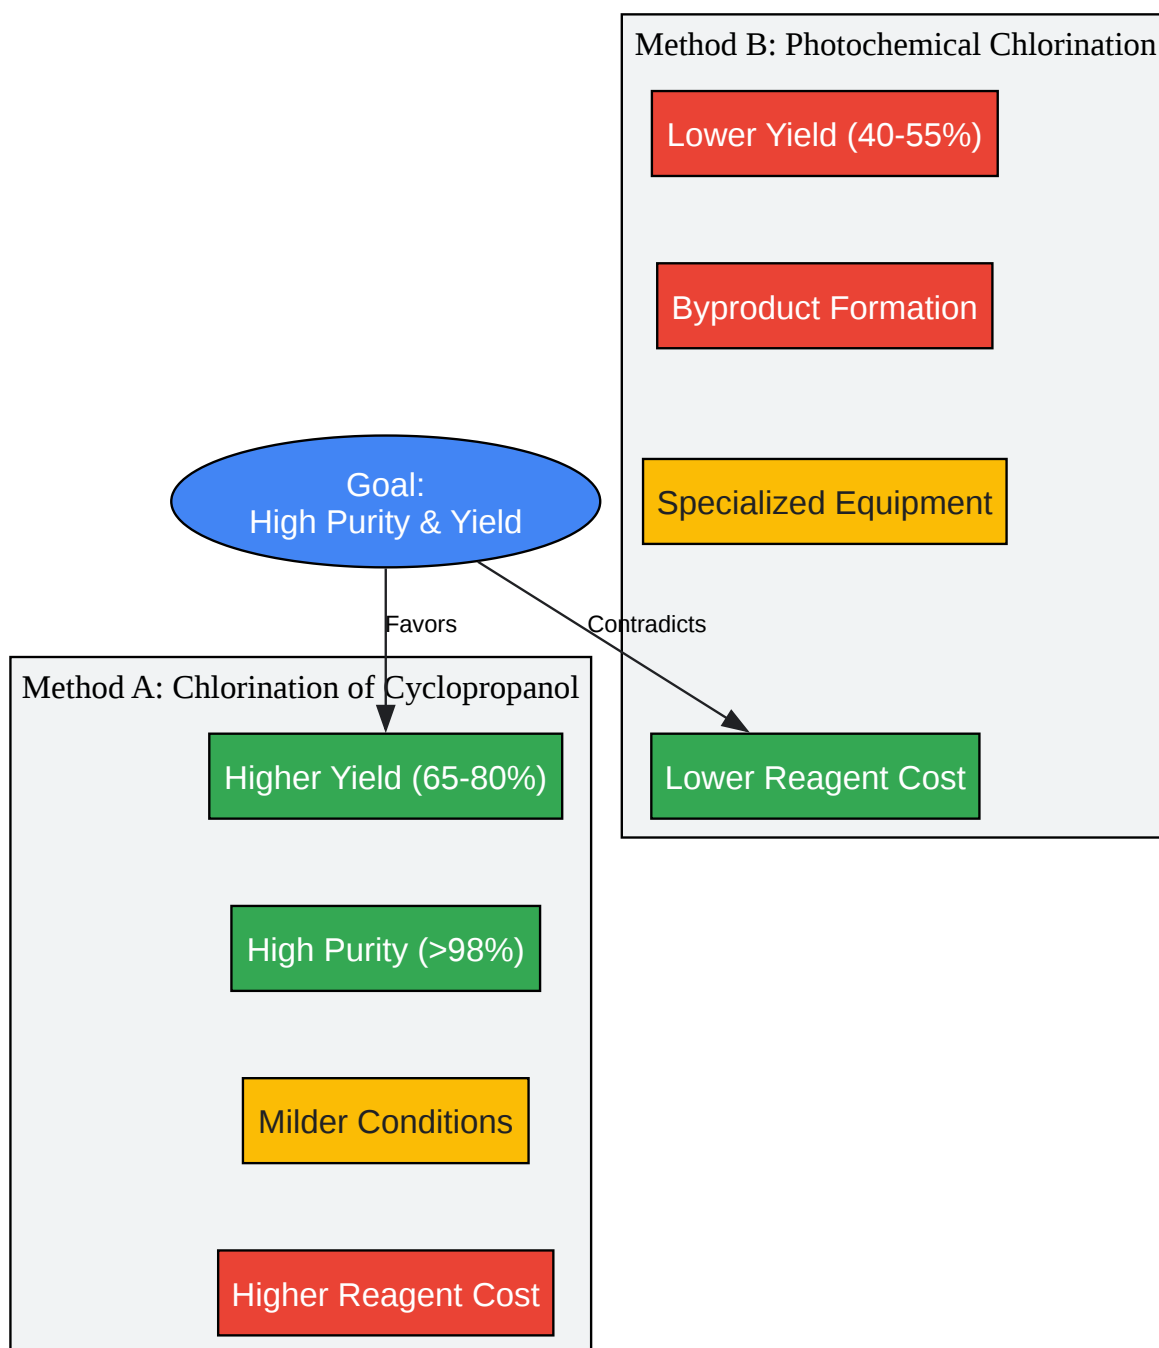 Method B: Photochemical Chlorination
Lower Yield (40-55%)
Byproduct Formation
Goal:
High Purity & Yield
Specialized Equipment
Favors
Contradicts
Method A: Chlorination of Cyclopropanol
Higher Yield (65-80%)
Lower Reagent Cost
High Purity (>98%)
Milder Conditions
Higher Reagent Cost